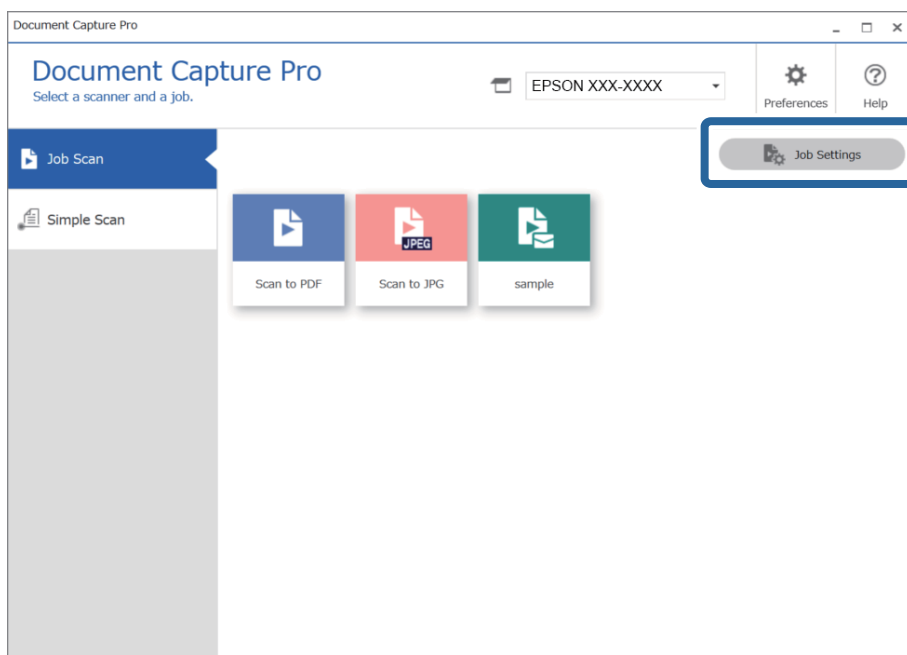 Document Capture Pro
Document Capture Pro
Select a scanner and a job.
EPSON XXX-XXXX
Preferences
Help
Job Scan
Job Settings
Simple Scan
JPEG
Scan to PDF
Scan to JPG
sample